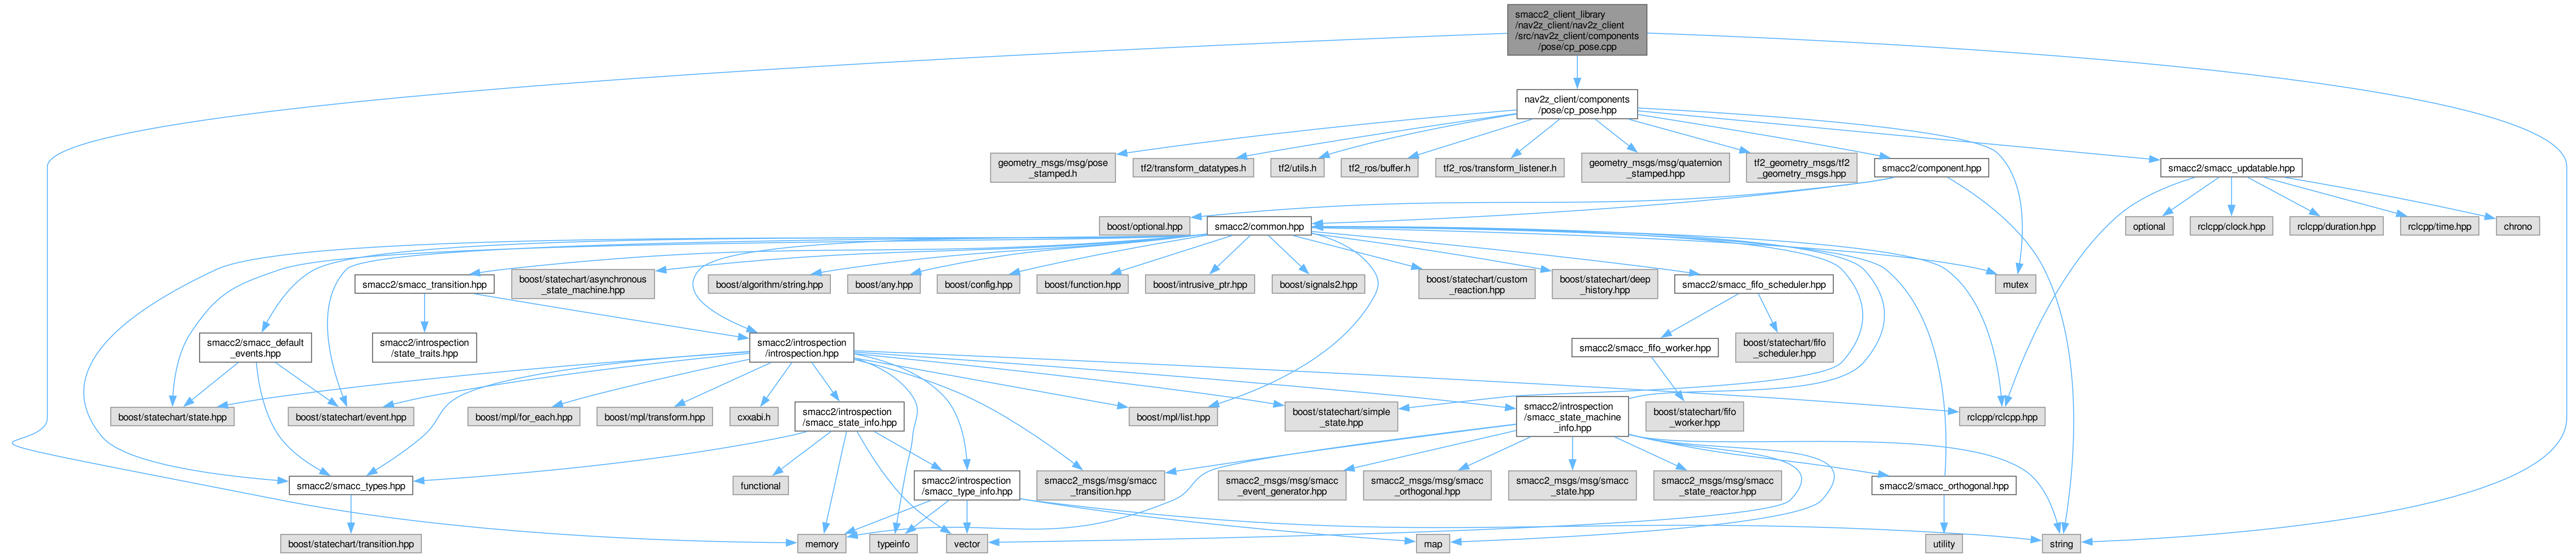 smacc2_client_library
/nav2z_client/nav2z_client
/src/nav2z_client/components
/pose/cp_pose.cpp
nav2z_client/components
/pose/cp_pose.hpp
geometry_msgs/msg/pose
_stamped.h
tf2/transform_datatypes.h
tf2/utils.h
tf2_ros/buffer.h
tf2_ros/transform_listener.h
geometry_msgs/msg/quaternion
_stamped.hpp
tf2_geometry_msgs/tf2
_geometry_msgs.hpp
smacc2/component.hpp
smacc2/smacc_updatable.hpp
boost/optional.hpp
smacc2/common.hpp
optional
rclcpp/clock.hpp
rclcpp/duration.hpp
rclcpp/time.hpp
chrono
smacc2/smacc_transition.hpp
boost/statechart/asynchronous
_state_machine.hpp
boost/algorithm/string.hpp
boost/any.hpp
boost/config.hpp
boost/function.hpp
boost/intrusive_ptr.hpp
boost/signals2.hpp
boost/statechart/custom
_reaction.hpp
boost/statechart/deep
_history.hpp
smacc2/smacc_fifo_scheduler.hpp
mutex
smacc2/smacc_default
_events.hpp
smacc2/introspection
/state_traits.hpp
smacc2/introspection
/introspection.hpp
smacc2/smacc_fifo_worker.hpp
boost/statechart/fifo
_scheduler.hpp
boost/statechart/state.hpp
boost/statechart/event.hpp
boost/mpl/for_each.hpp
boost/mpl/transform.hpp
cxxabi.h
smacc2/introspection
/smacc_state_info.hpp
boost/mpl/list.hpp
boost/statechart/simple
_state.hpp
smacc2/introspection
/smacc_state_machine
_info.hpp
boost/statechart/fifo
_worker.hpp
rclcpp/rclcpp.hpp
smacc2/smacc_types.hpp
functional
smacc2/introspection
/smacc_type_info.hpp
smacc2_msgs/msg/smacc
_transition.hpp
smacc2_msgs/msg/smacc
_event_generator.hpp
smacc2_msgs/msg/smacc
_orthogonal.hpp
smacc2_msgs/msg/smacc
_state.hpp
smacc2_msgs/msg/smacc
_state_reactor.hpp
smacc2/smacc_orthogonal.hpp
boost/statechart/transition.hpp
memory
typeinfo
vector
map
utility
string